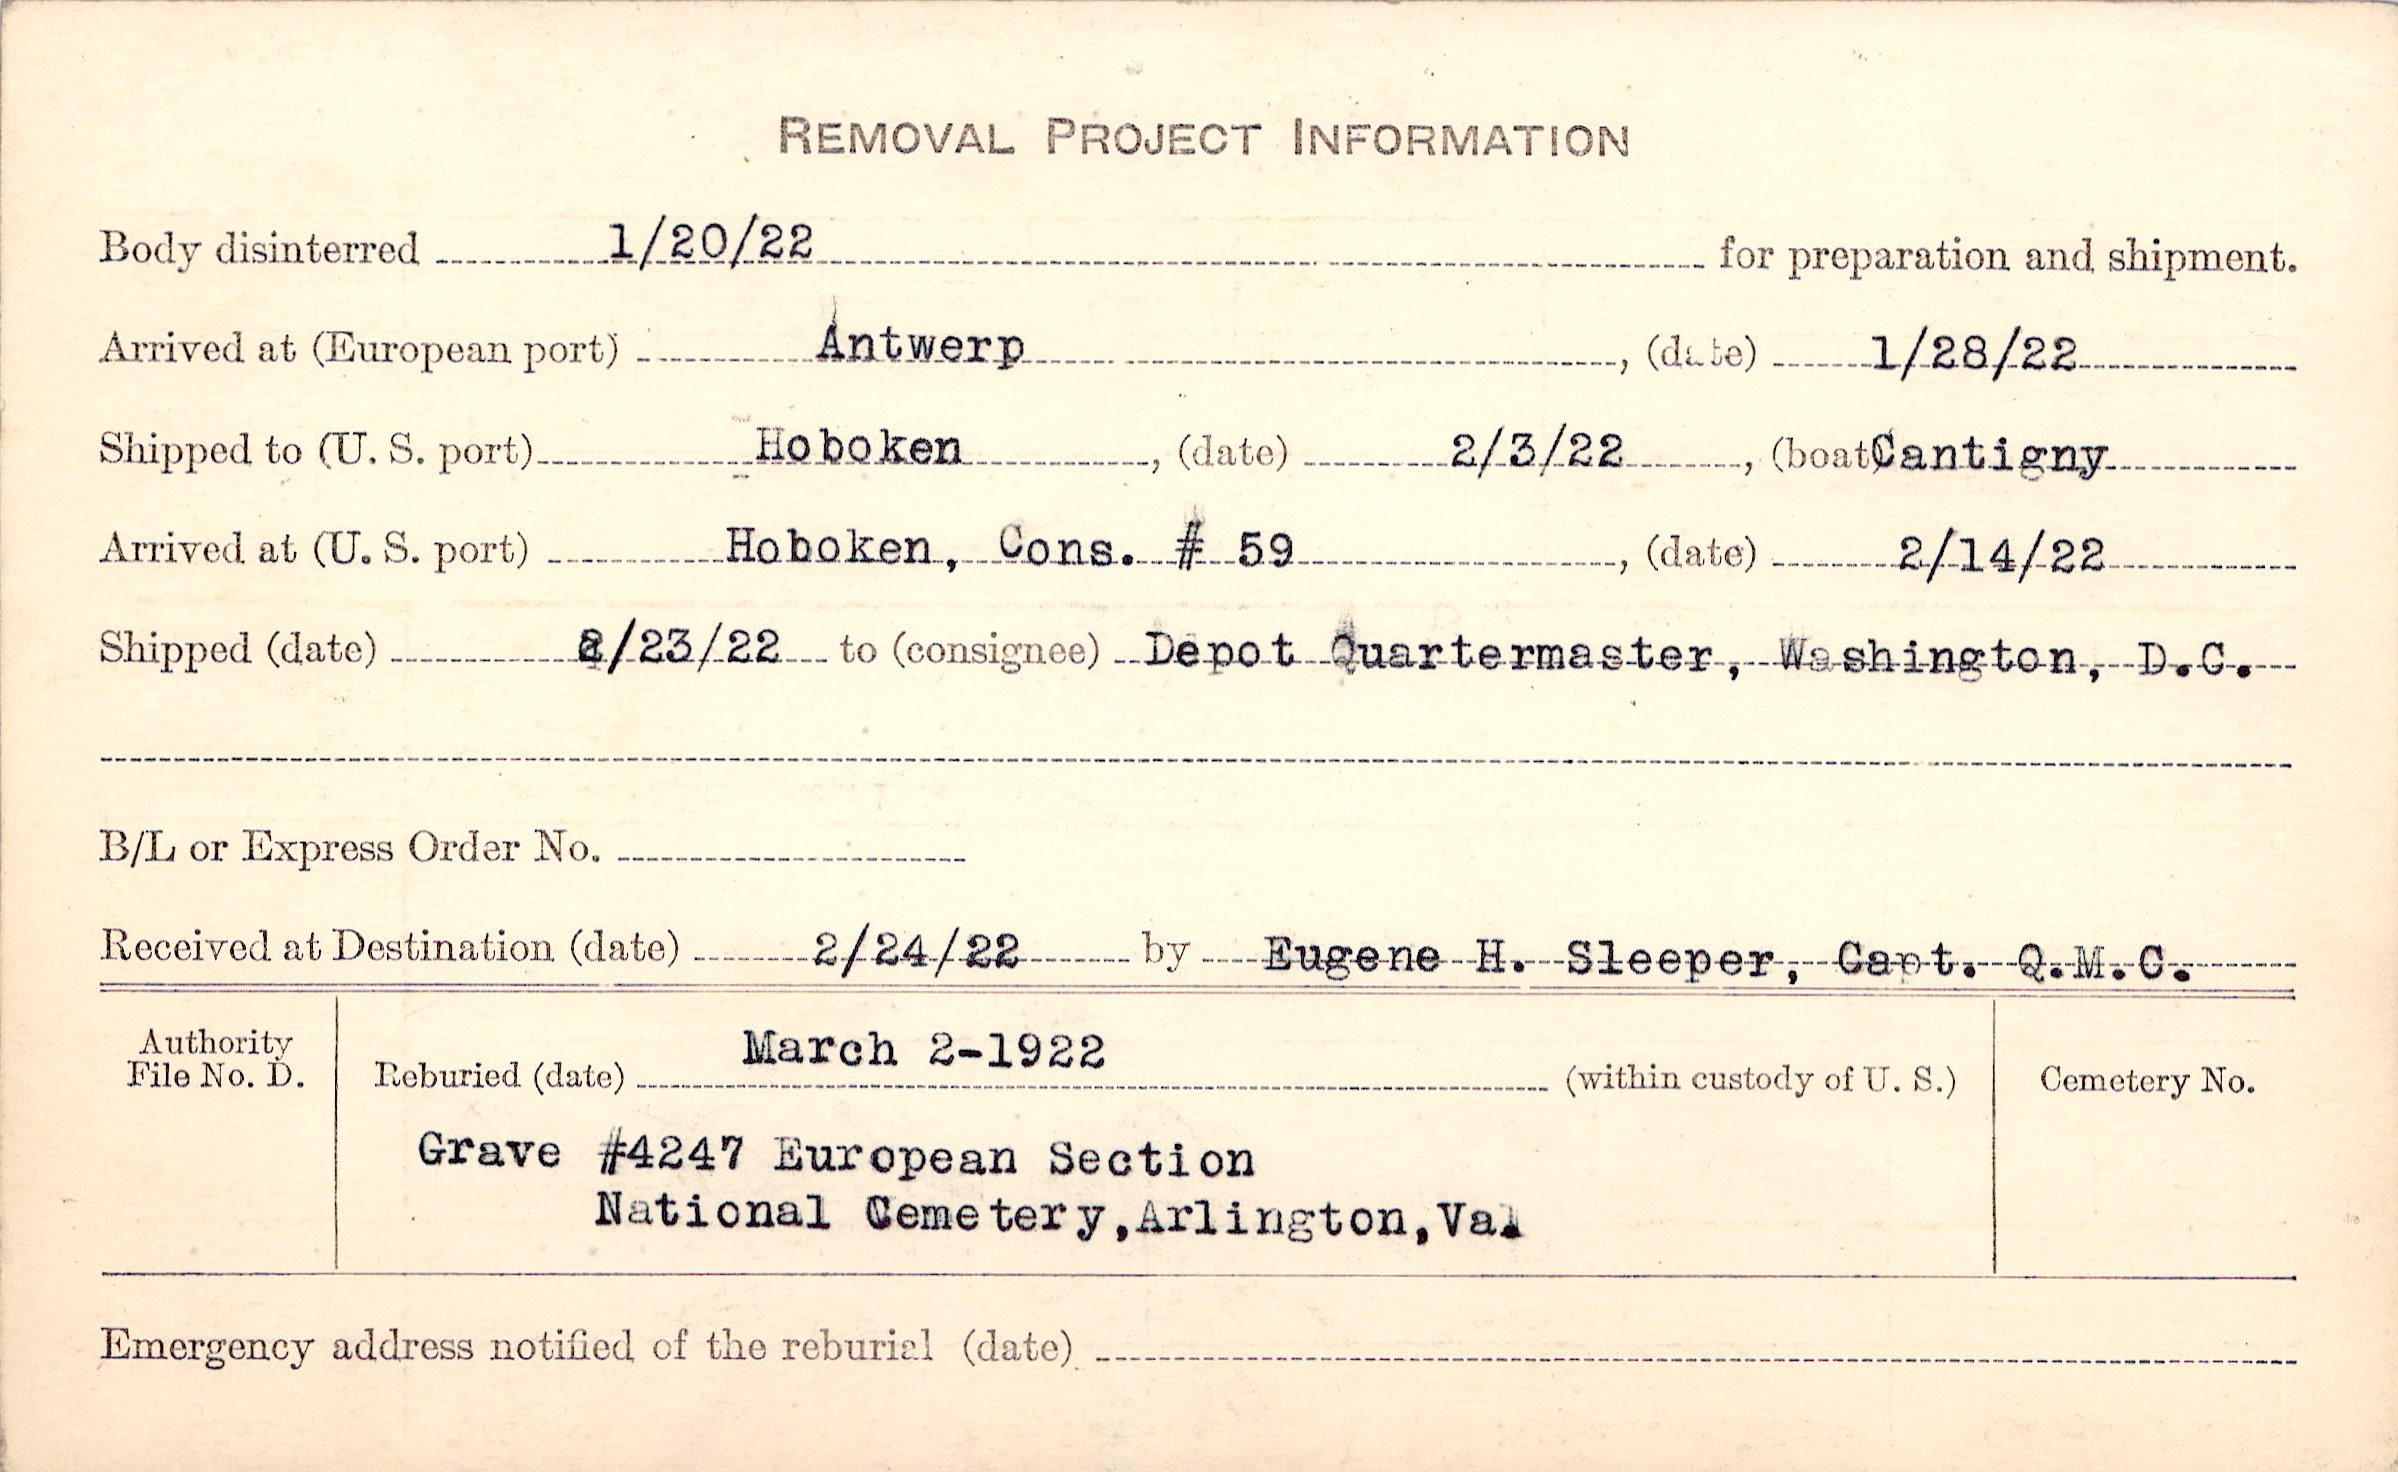 REMOVAL PROJECT INFORMATION
Body disinterred 1/20/22 for preparation and shipment.
Arrived at (European port) Antwerp, (date) 1/28/22
Shipped to (U. S. port) Hoboken, (date) 2/3/22, (boat) Cantigny
Arrived at (U. S. port) Hoboken, Cons. # 59, (date) 2/14/22
Shipped (date) 2/23/22 to (consignee) Depot Quartermaster, Washington, D.C.
B/L or Express Order No.
Received at Destination (date) 2/24/22 by Eugene H. Sleeper, Capt. Q.M.C.
Authority
File No. D.
Reburied (date) March 2-1922 (within custody of U. S.)
Cemetery No.
Grave #4247 European Section
National Cemetery,Arlington,Va.
Emergency address notified of the reburial (date)